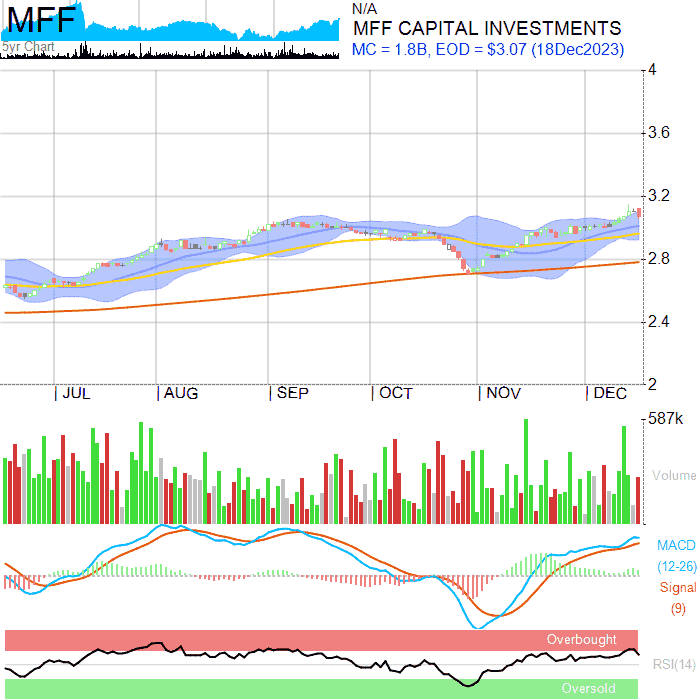 MFF
5yr Chart
N/A
MFF CAPITAL INVESTMENTS
MC = 1.8B, EOD = $3.07 (18Dec2023)
4
3.6
3.2
2.8
2.4
2
JUL AUG SEP OCT NOV DEC
587k
Volume
MACD
(12-26)
Signal
(9)
Overbought
RSI(14)
Oversold